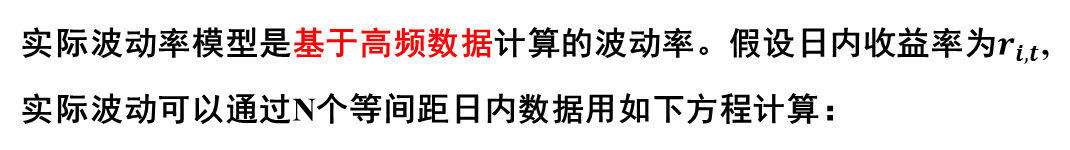 实际波动率模型是基于高频数据计算的波动率。假设日内收益率为r_{i,t},
实际波动可以通过N个等间距日内数据用如下方程计算：